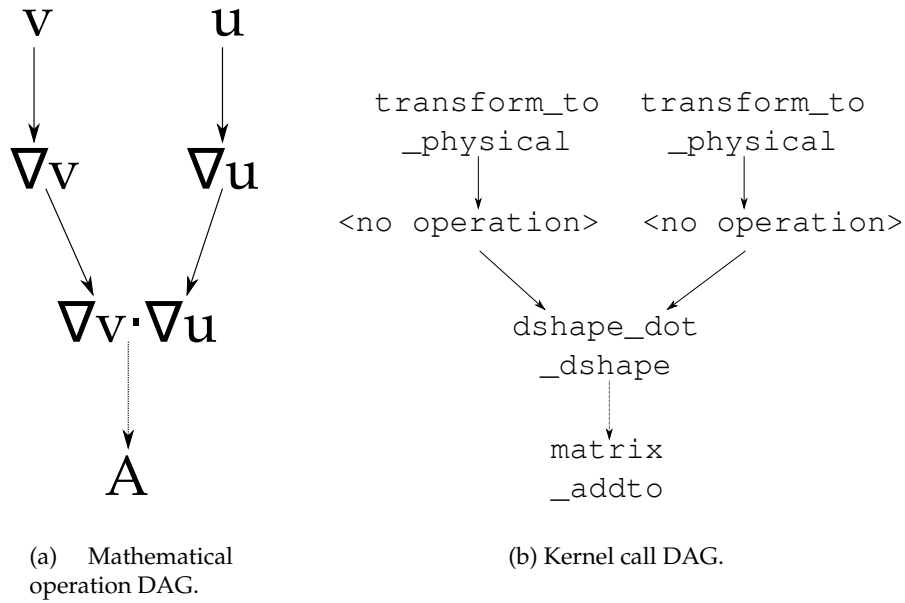 v
u
∇v
∇u
∇v·∇u
A
(a) Mathematical
operation DAG.
transform_to
_physical
transform_to
_physical
<no operation>
<no operation>
dshape_dot
_dshape
matrix
_addto
(b) Kernel call DAG.